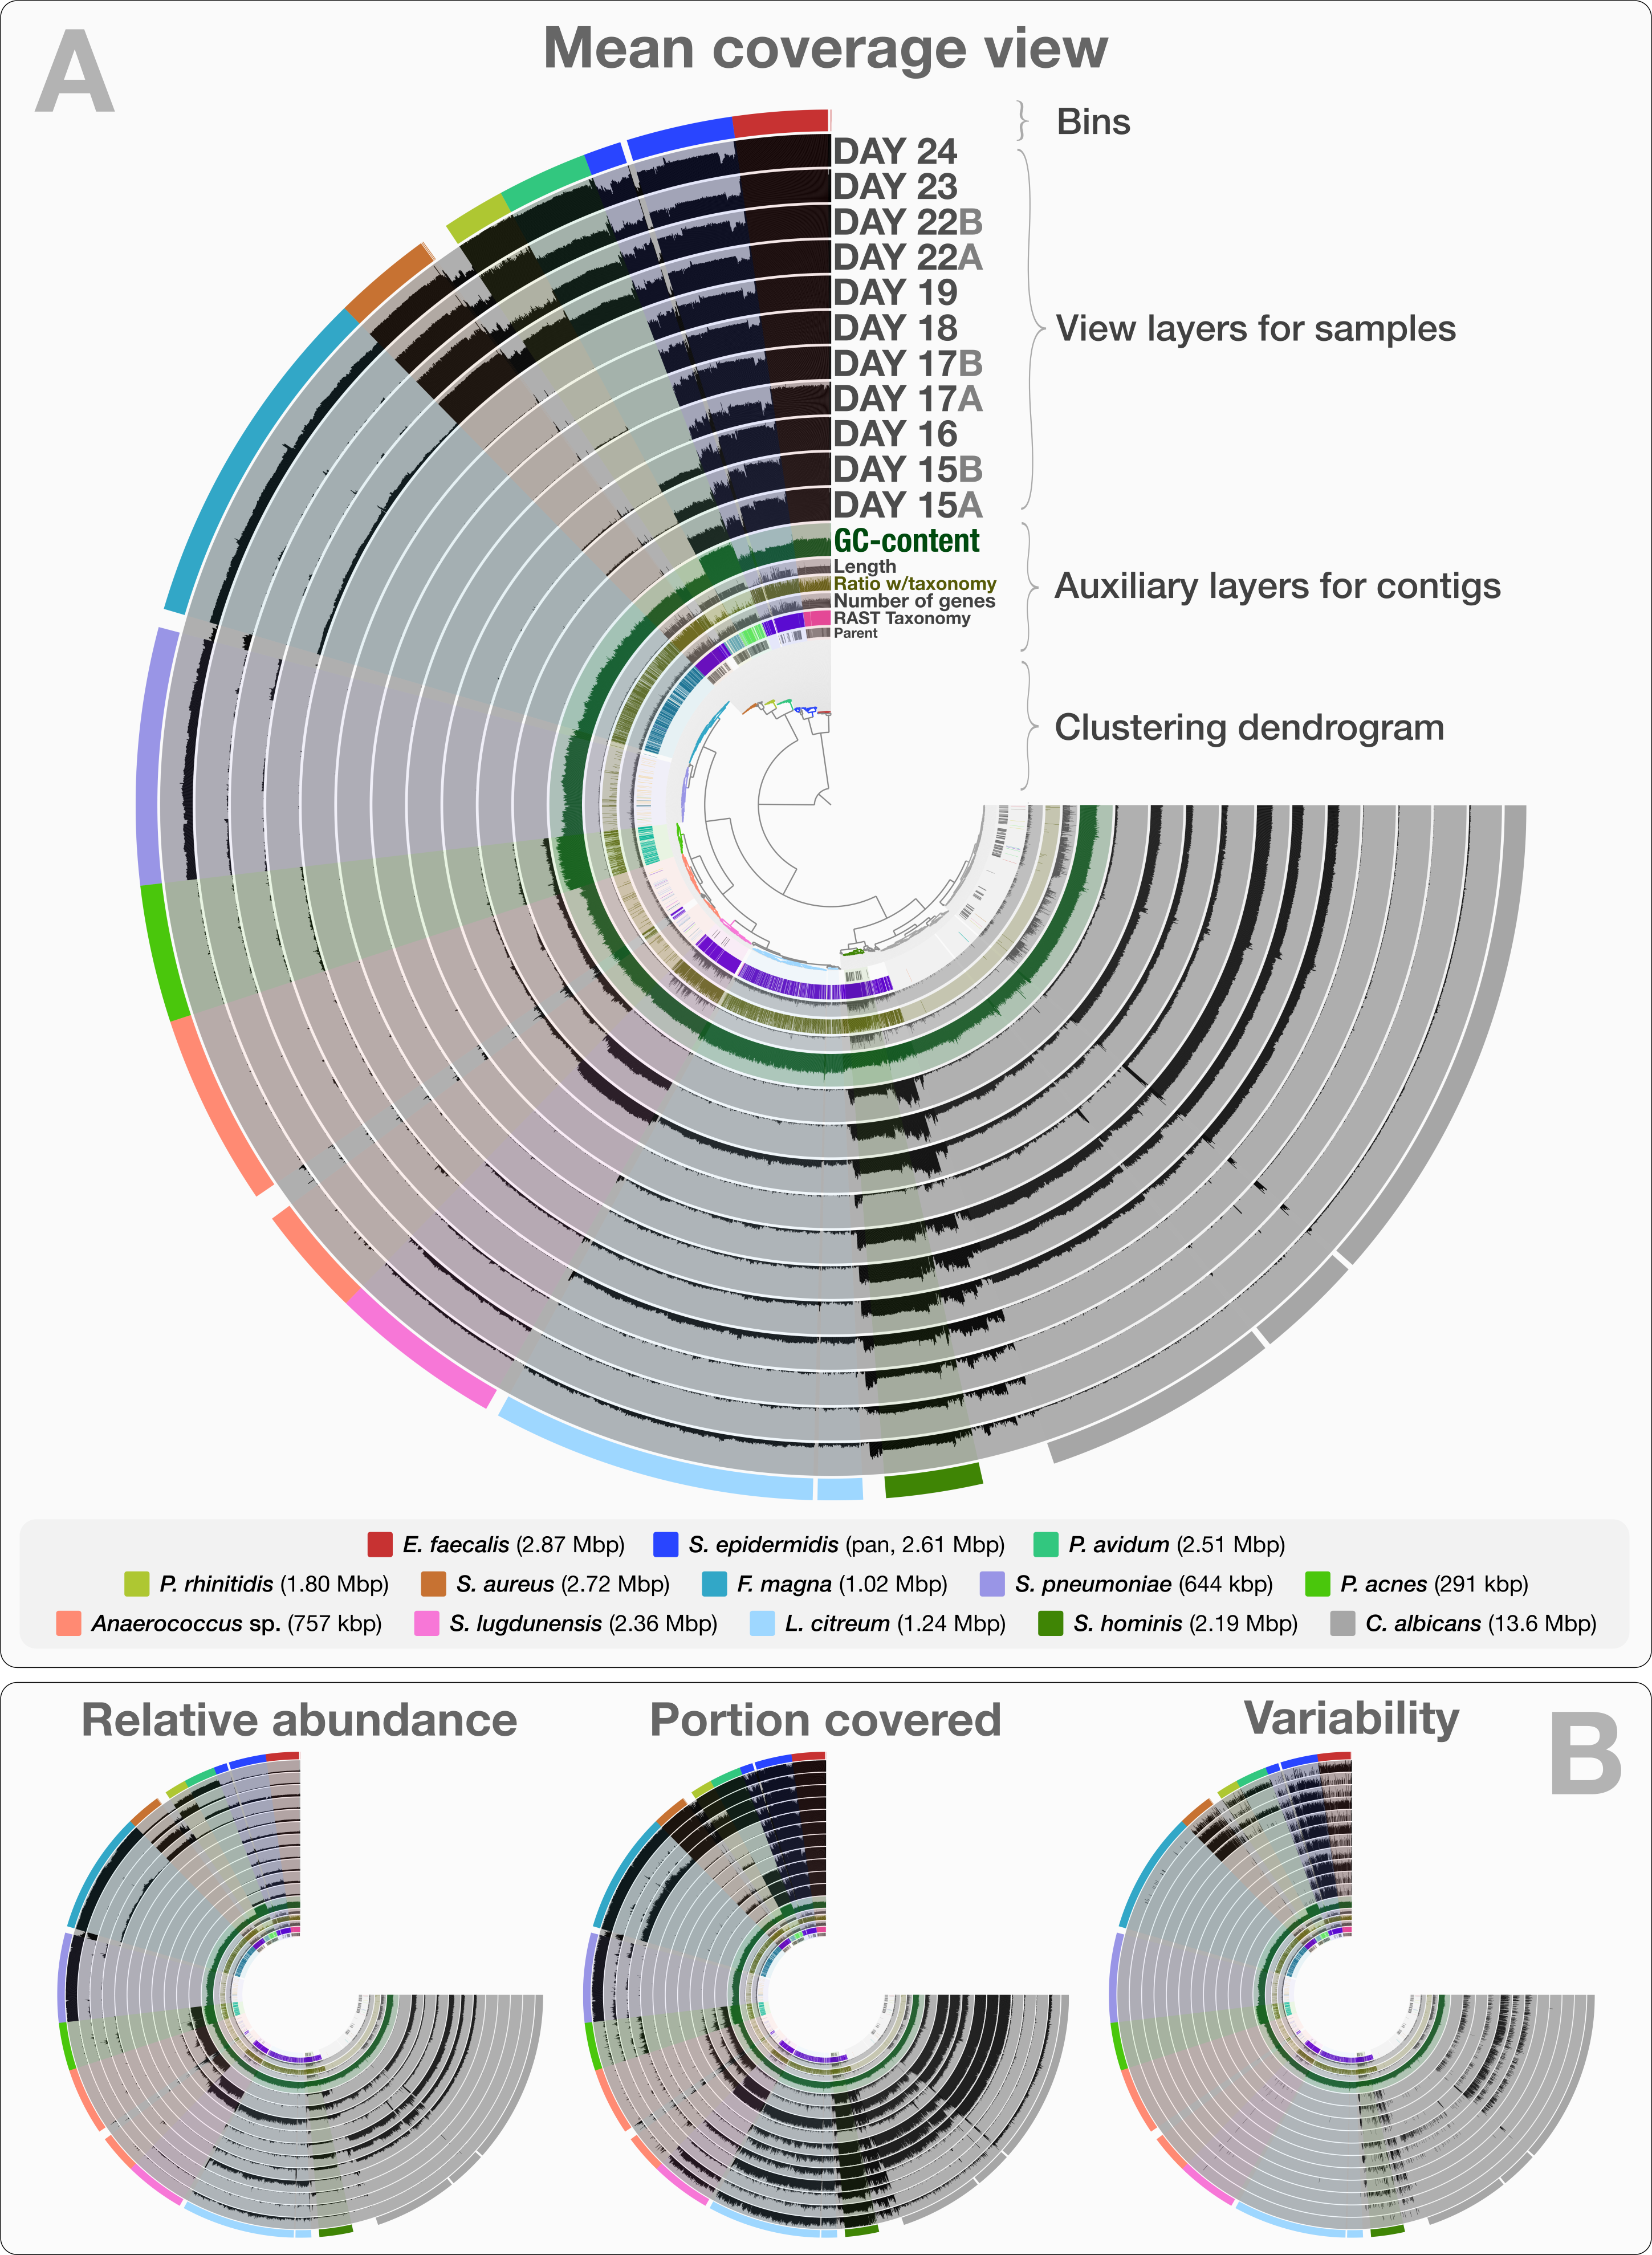 A
Mean coverage view
Bins
DAY 24
DAY 23
DAY 22B
DAY 22A
DAY 19
DAY 18
View layers for samples
DAY 17B
DAY 17A
DAY 16
DAY 15B
DAY 15A
GC-content
Length
Ratio w/taxonomy
Auxiliary layers for contigs
Number of genes
RAST Taxonomy
Parent
Clustering dendrogram
E. faecalis (2.87 Mbp) S. epidermidis (pan, 2.61 Mbp) P. avidum (2.51 Mbp)
P. rhinitidis (1.80 Mbp) S. aureus (2.72 Mbp) F. magna (1.02 Mbp) S. pneumoniae (644 kbp) P. acnes (291 kbp)
Anaerococcus sp. (757 kbp) S. lugdunensis (2.36 Mbp) L. citreum (1.24 Mbp) S. hominis (2.19 Mbp) C. albicans (13.6 Mbp)
Relative abundance
Portion covered
Variability
B